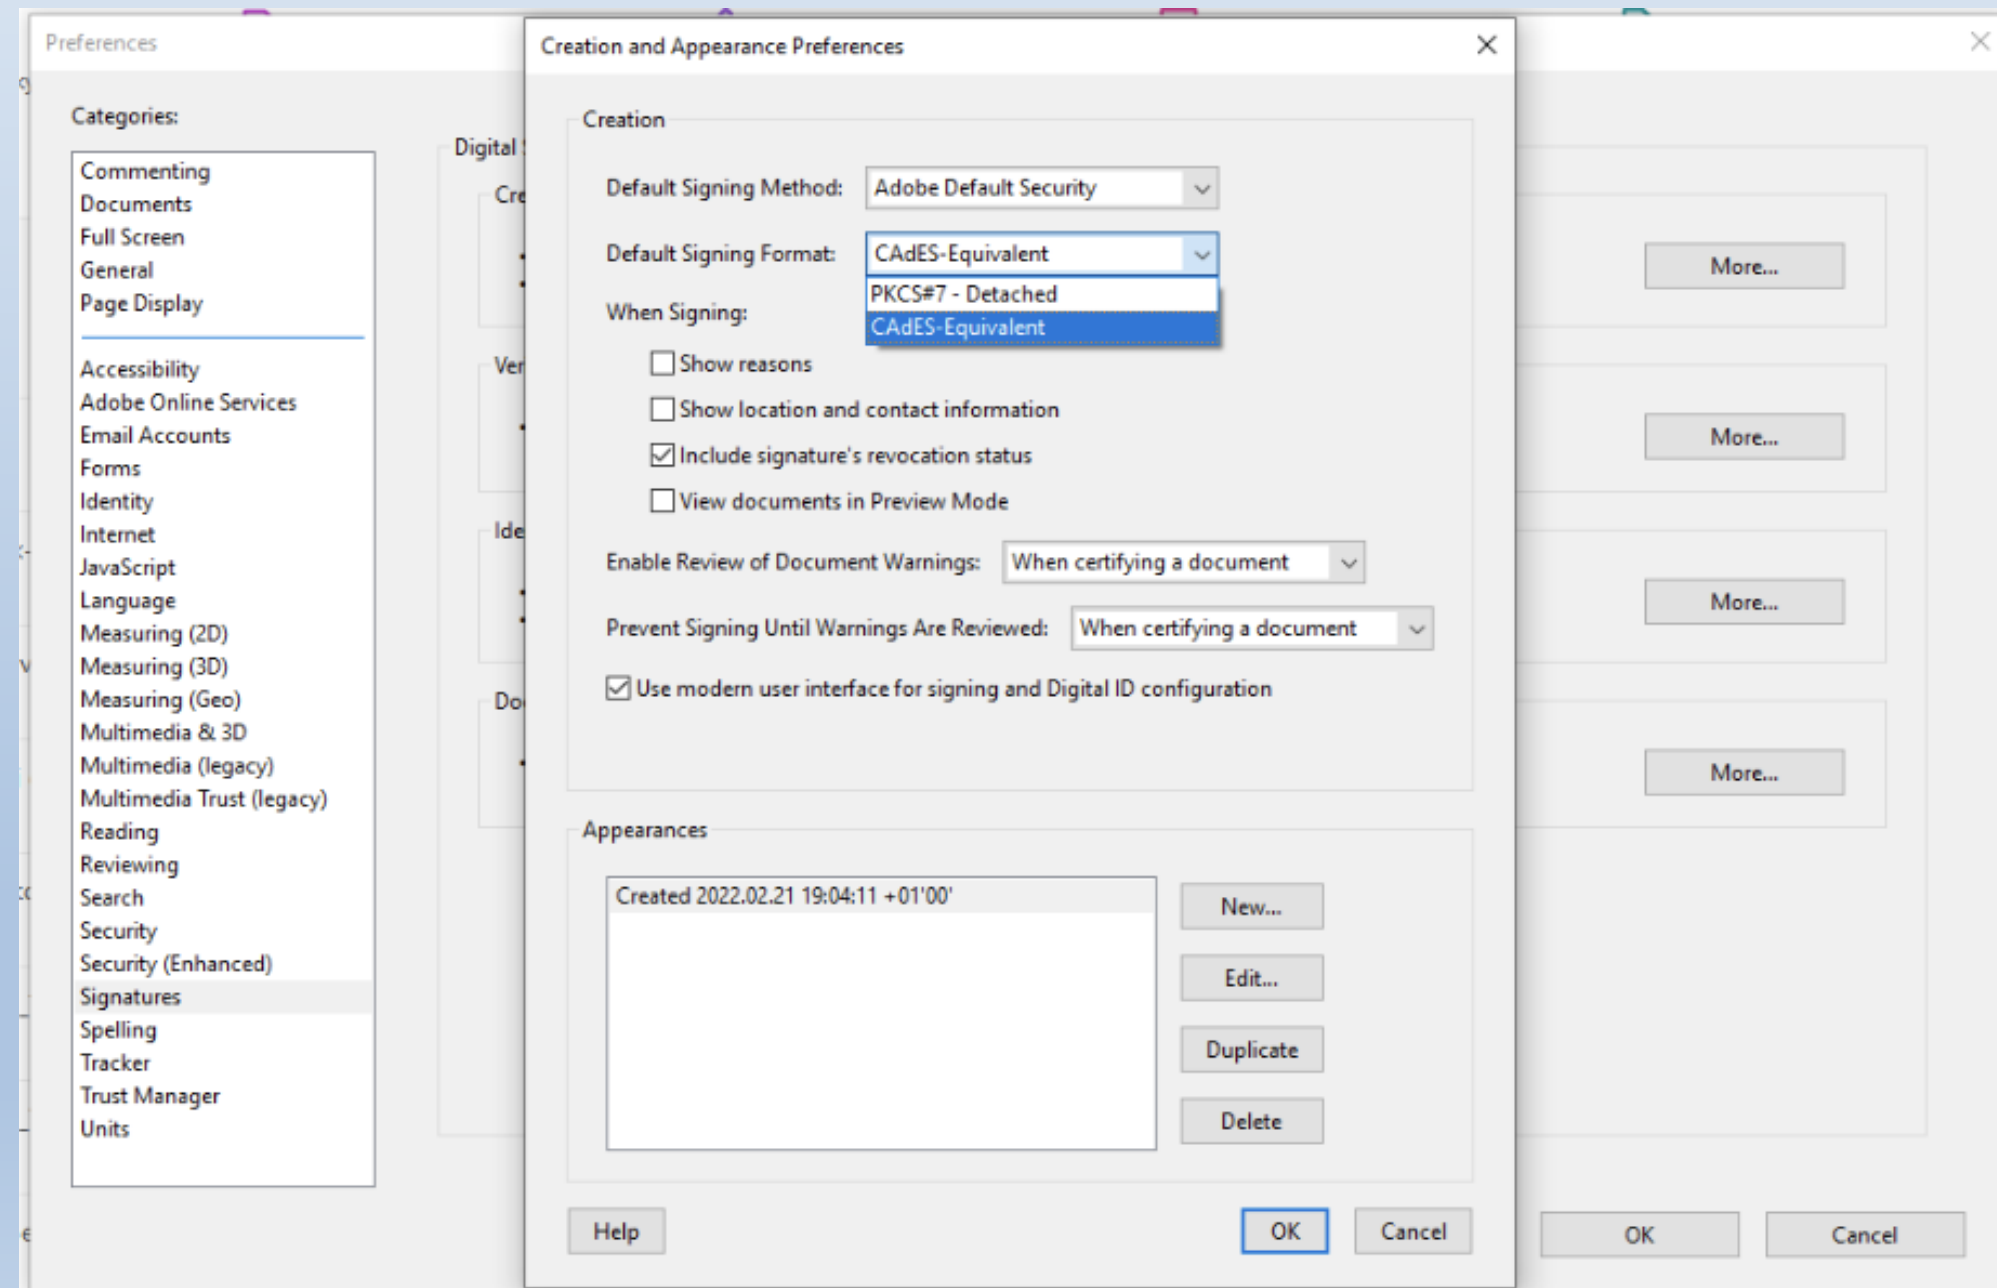 Preferences
Categories:
Commenting
Documents
Full Screen
General
Page Display
Accessibility
Adobe Online Services
Email Accounts
Forms
Identity
Internet
JavaScript
Language
Measuring (2D)
Measuring (3D)
Measuring (Geo)
Multimedia & 3D
Multimedia (legacy)
Multimedia Trust (legacy)
Reading
Reviewing
Search
Security
Security (Enhanced)
Signatures
Spelling
Tracker
Trust Manager
Units
Digital
Cre
Ver
Ide
Do
Creation and Appearance Preferences
Creation
Default Signing Method: Adobe Default Security
Default Signing Format: CAdES-Equivalent
PKCS#7 - Detached
CAdES-Equivalent
When Signing:
Show reasons
Show location and contact information
Include signature's revocation status
View documents in Preview Mode
Enable Review of Document Warnings: When certifying a document
Prevent Signing Until Warnings Are Reviewed: When certifying a document
Use modern user interface for signing and Digital ID configuration
Appearances
Created 2022.02.21 19:04:11 +01'00'
New...
Edit...
Duplicate
Delete
Help
OK
Cancel
More...
More...
More...
More...
OK
Cancel